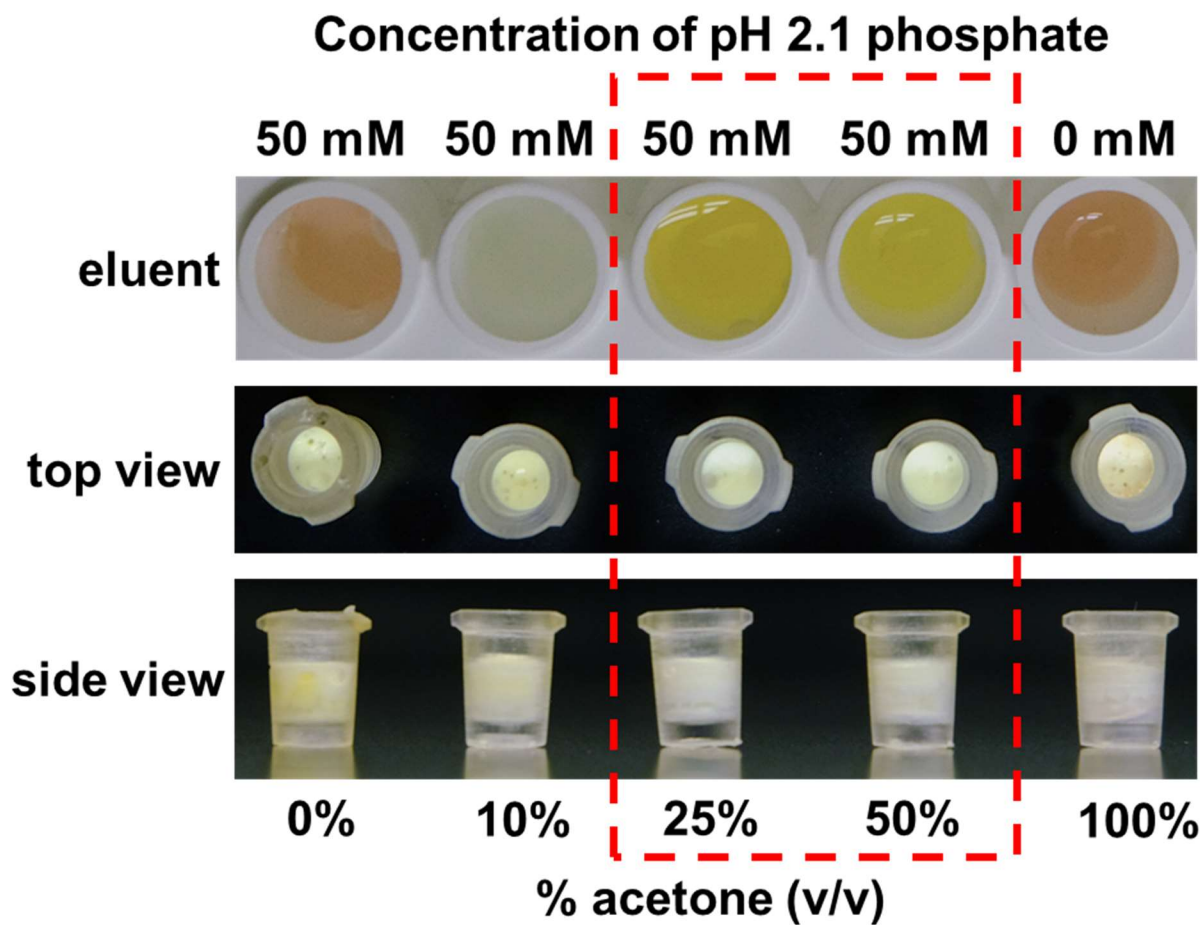 Concentration of pH 2.1 phosphate
50 mM 50 mM 50 mM 50 mM 0 mM
eluent
top view
side view
0% 10% 25% 50% 100%
% acetone (v/v)